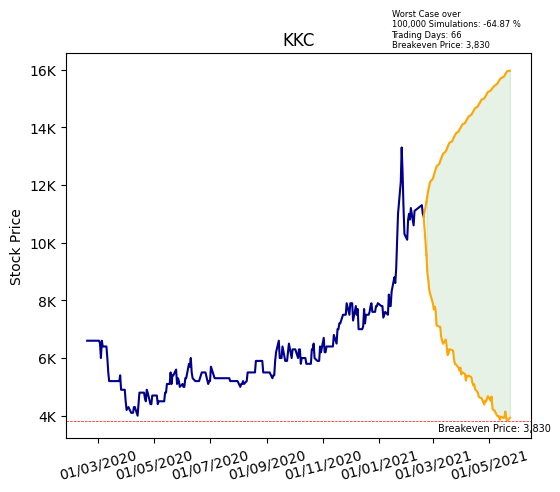 Worst Case over
100,000 Simulations: -64.87 %
Trading Days: 66
Breakeven Price: 3,830
KKC
Stock Price
16K
14K
12K
10K
8K
6K
4K
Breakeven Price: 3,830
01/03/2020 01/05/2020 01/07/2020 01/09/2020 01/11/2020 01/01/2021 01/03/2021 01/05/2021